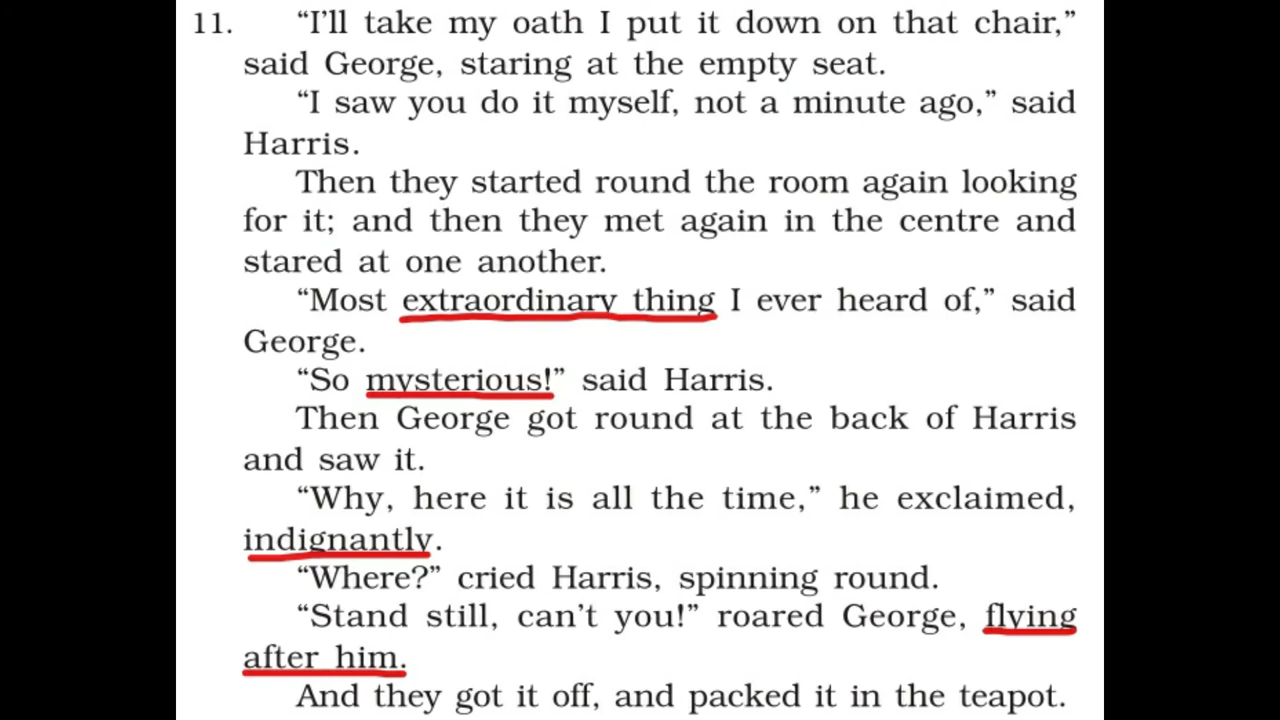 11. “I’ll take my oath I put it down on that chair,”
said George, staring at the empty seat.
“I saw you do it myself, not a minute ago,” said
Harris.
Then they started round the room again looking
for it; and then they met again in the centre and
stared at one another.
“Most extraordinary thing I ever heard of,” said
George.
“So mysterious!” said Harris.
Then George got round at the back of Harris
and saw it.
“Why, here it is all the time,” he exclaimed,
indignantly.
“Where?” cried Harris, spinning round.
“Stand still, can’t you!” roared George, flying
after him.
And they got it off, and packed it in the teapot.